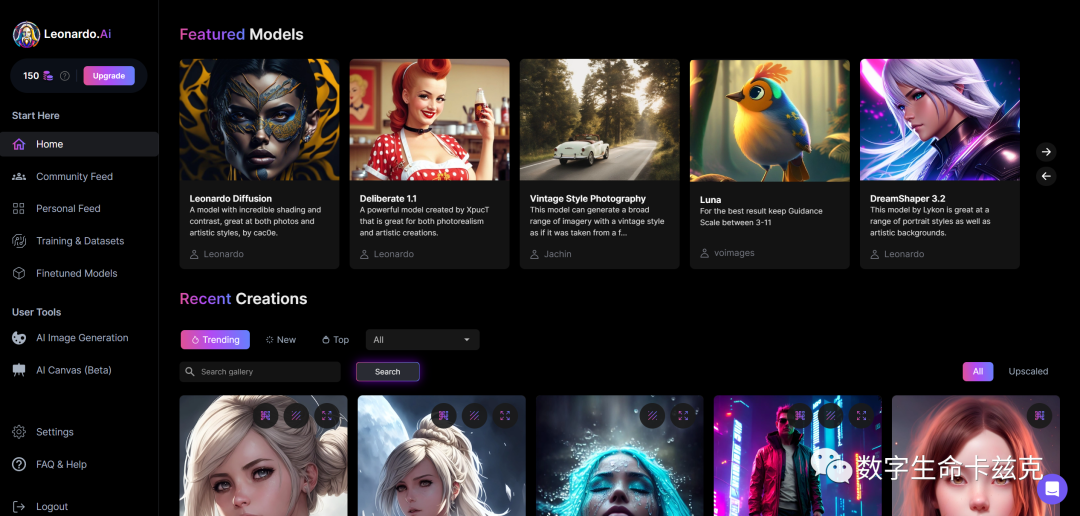 Leonardo.Ai
150
Upgrade
Start Here
Home
Community Feed
Personal Feed
Training & Datasets
Finetuned Models
User Tools
AI Image Generation
AI Canvas (Beta)
Settings
FAQ & Help
Logout
Featured Models
Leonardo Diffusion
A model with incredible shading and
contrast, great at both photos and
artistic styles, by cac0e.
Leonardo
Deliberate 1.1
A powerful model created by XpucT
that is great for both photorealism
and artistic creations.
Leonardo
Vintage Style Photography
This model can generate a broad
range of imagery with a vintage style
as if it was taken from a f...
Jachin
Luna
For the best result keep Guidance
Scale between 3-11
voimages
DreamShaper 3.2
This model by Lykon is great at a
range of portrait styles as well as
artistic backgrounds.
Leonardo
Recent Creations
Trending
New
Top
All
Search gallery
Search
All
Upscaled
数字生命卡兹克